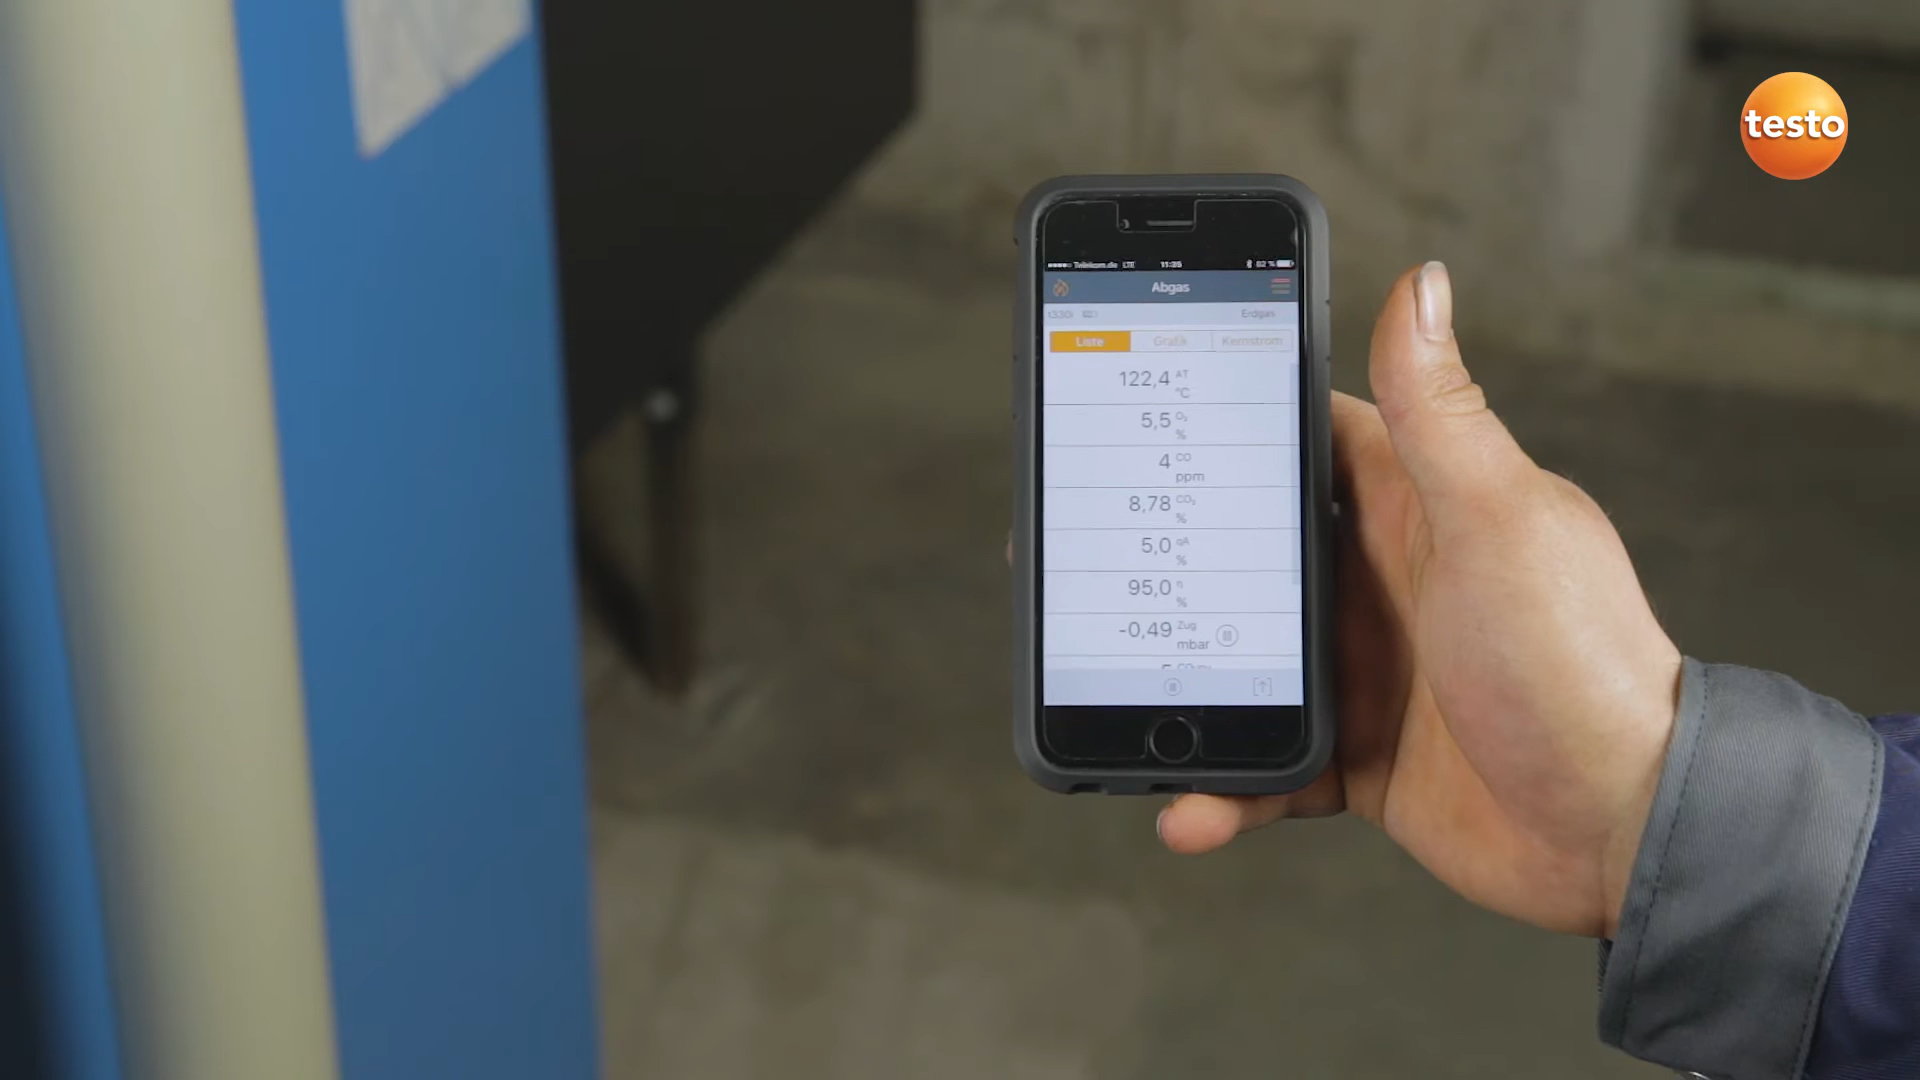 testo
Telekom.de LTE 11:35 82 %
Abgas
t330i Erdgas
Liste Grafik Kernstrom
122,4 AT °C
5,5 O₂ %
4 CO ppm
8,78 CO₂ %
5,0 qA %
95,0 η %
-0,49 Zug mbar